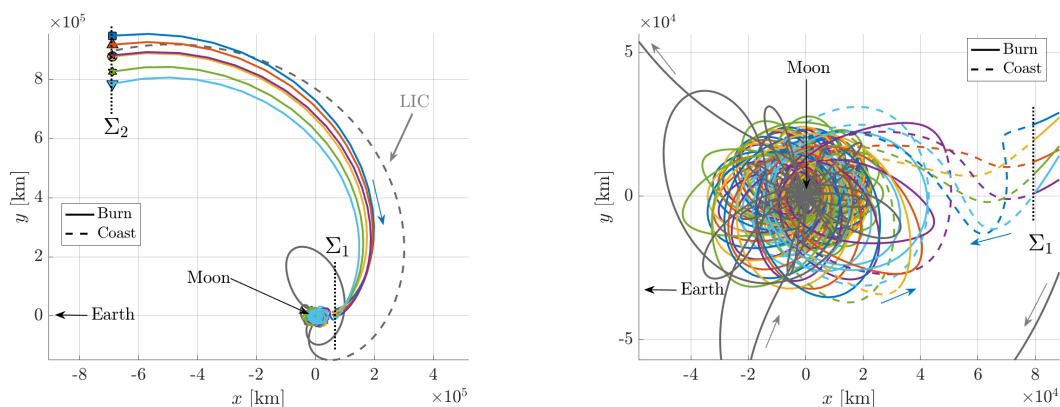 ×10⁵
8
6
4
2
0
y [km]
Σ₂
LIC
Burn
Coast
Σ₁
Moon
Earth
-8
-6
-4
-2
0
2
4
×10⁵
x [km]
×10⁴
5
0
-5
y [km]
Moon
Burn
Coast
Σ₁
Earth
-4
-2
0
2
4
6
8
×10⁴
x [km]